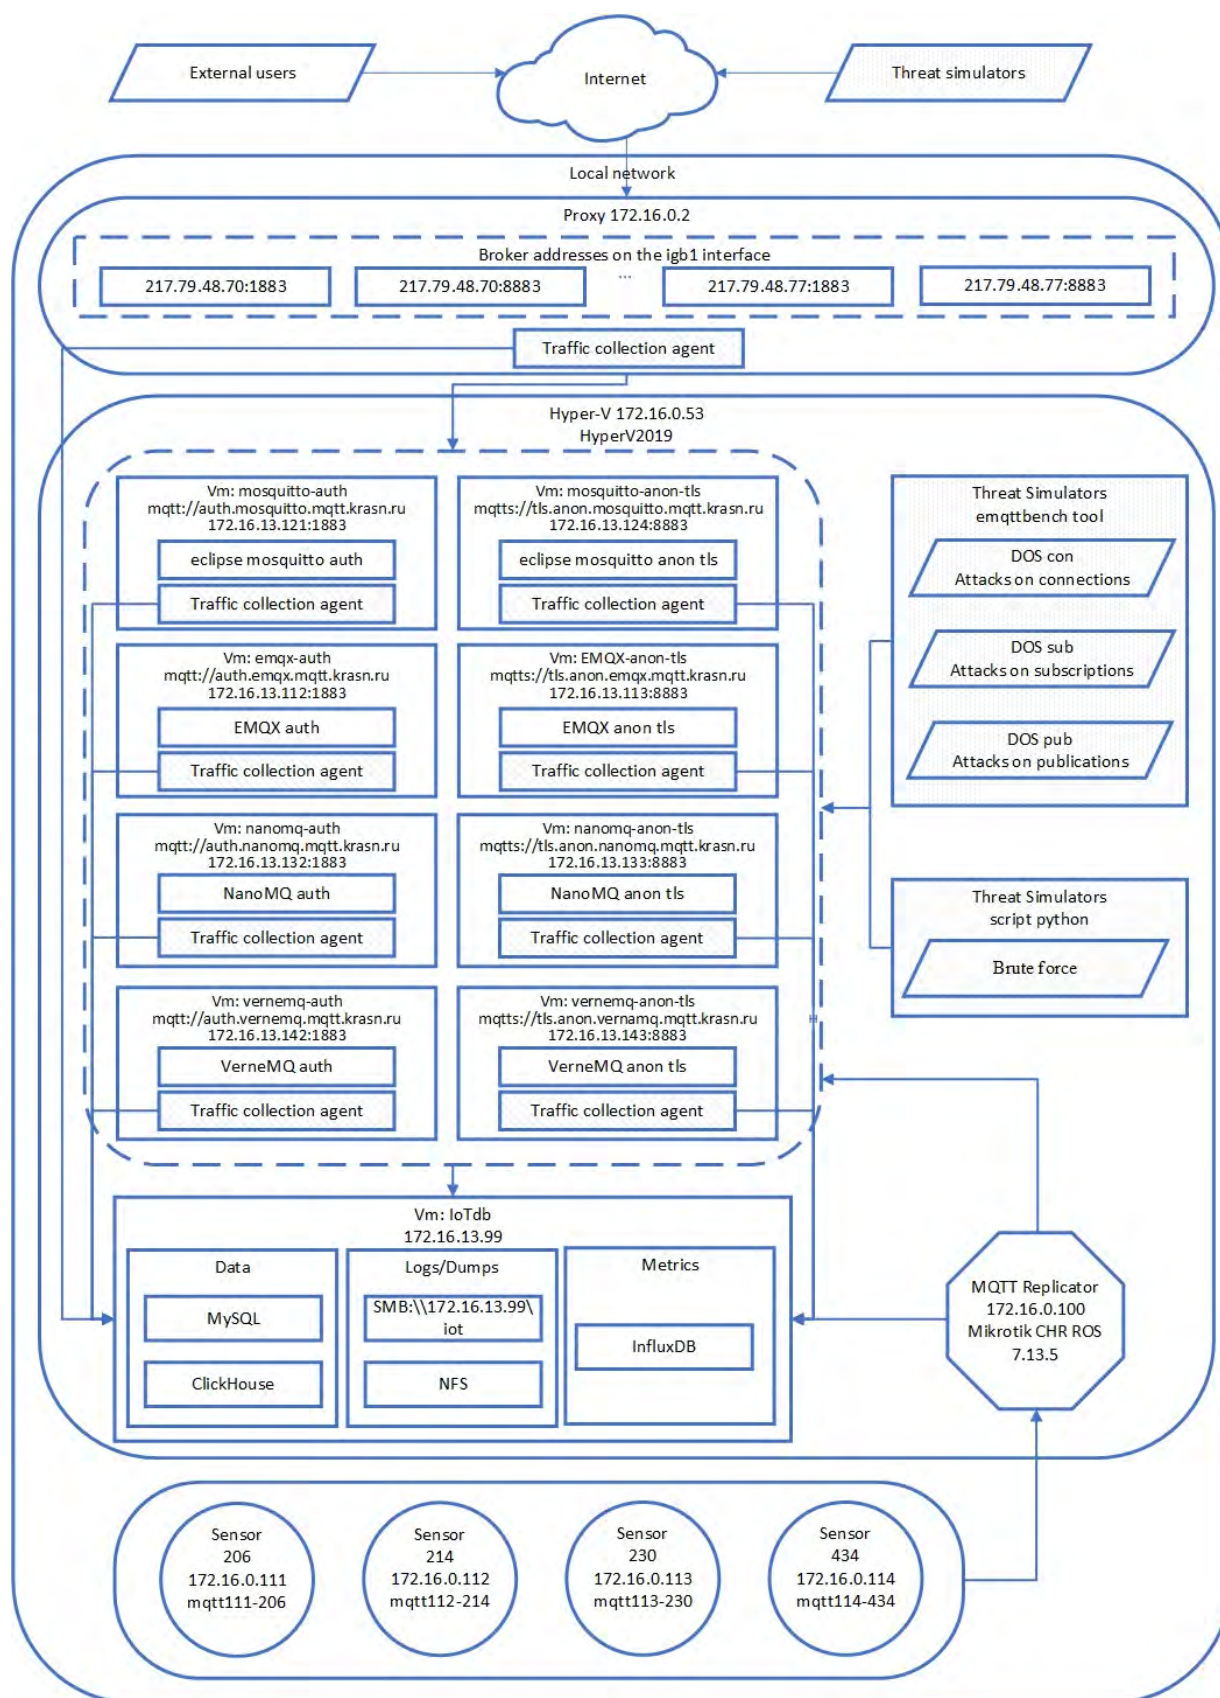 External users
Internet
Threat simulators
Local network
Proxy 172.16.0.2
Broker addresses on the igb1 interface
217.79.48.70:1883
217.79.48.70:8883
...
217.79.48.77:1883
217.79.48.77:8883
Traffic collection agent
Hyper-V 172.16.0.53
HyperV2019
Vm: mosquitto-auth
mqtt://auth.mosquitto.mqtt.krasn.ru
172.16.13.121:1883
eclipse mosquitto auth
Traffic collection agent
Vm: mosquitto-anon-tls
mqtts://tls.anon.mosquitto.mqtt.krasn.ru
172.16.13.124:8883
eclipse mosquitto anon tls
Traffic collection agent
Vm: emqx-auth
mqtt://auth.emqx.mqtt.krasn.ru
172.16.13.112:1883
EMQX auth
Traffic collection agent
Vm: EMQX-anon-tls
mqtts://tls.anon.emqx.mqtt.krasn.ru
172.16.13.113:8883
EMQX anon tls
Traffic collection agent
Vm: nanomq-auth
mqtt://auth.nanomq.mqtt.krasn.ru
172.16.13.132:1883
NanoMQ auth
Traffic collection agent
Vm: nanomq-anon-tls
mqtts://tls.anon.nanomq.mqtt.krasn.ru
172.16.13.133:8883
NanoMQ anon tls
Traffic collection agent
Vm: vernemq-auth
mqtt://auth.vernemq.mqtt.krasn.ru
172.16.13.142:1883
VerneMQ auth
Traffic collection agent
Vm: vernemq-anon-tls
mqtts://tls.anon.vernamq.mqtt.krasn.ru
172.16.13.143:8883
VerneMQ anon tls
Traffic collection agent
Threat Simulators
emqttbench tool
DOS con
Attacks on connections
DOS sub
Attacks on subscriptions
DOS pub
Attacks on publications
Threat Simulators
script python
Brute force
Vm: IoTdb
172.16.13.99
Data
MySQL
ClickHouse
Logs/Dumps
SMB:\\172.16.13.99\
iot
NFS
Metrics
InfluxDB
MQTT Replicator
172.16.0.100
Mikrotik CHR ROS
7.13.5
Sensor
206
172.16.0.111
mqtt111-206
Sensor
214
172.16.0.112
mqtt112-214
Sensor
230
172.16.0.113
mqtt113-230
Sensor
434
172.16.0.114
mqtt114-434